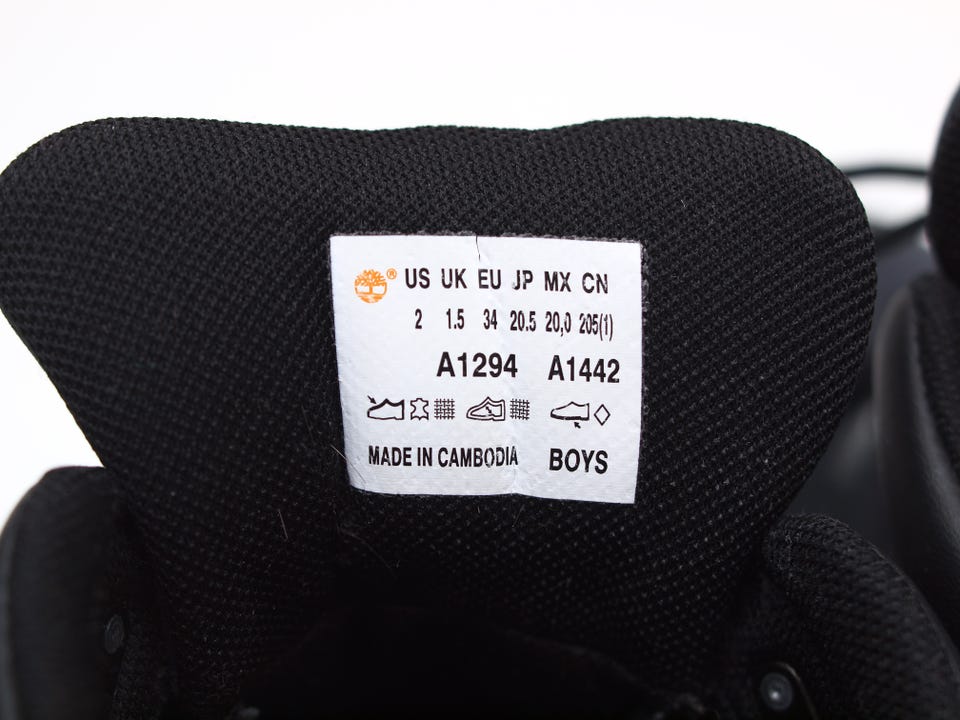 ® US UK EU JP MX CN
2 1.5 34 20.5 20,0 205(1)
A1294 A1442
MADE IN CAMBODIA BOYS